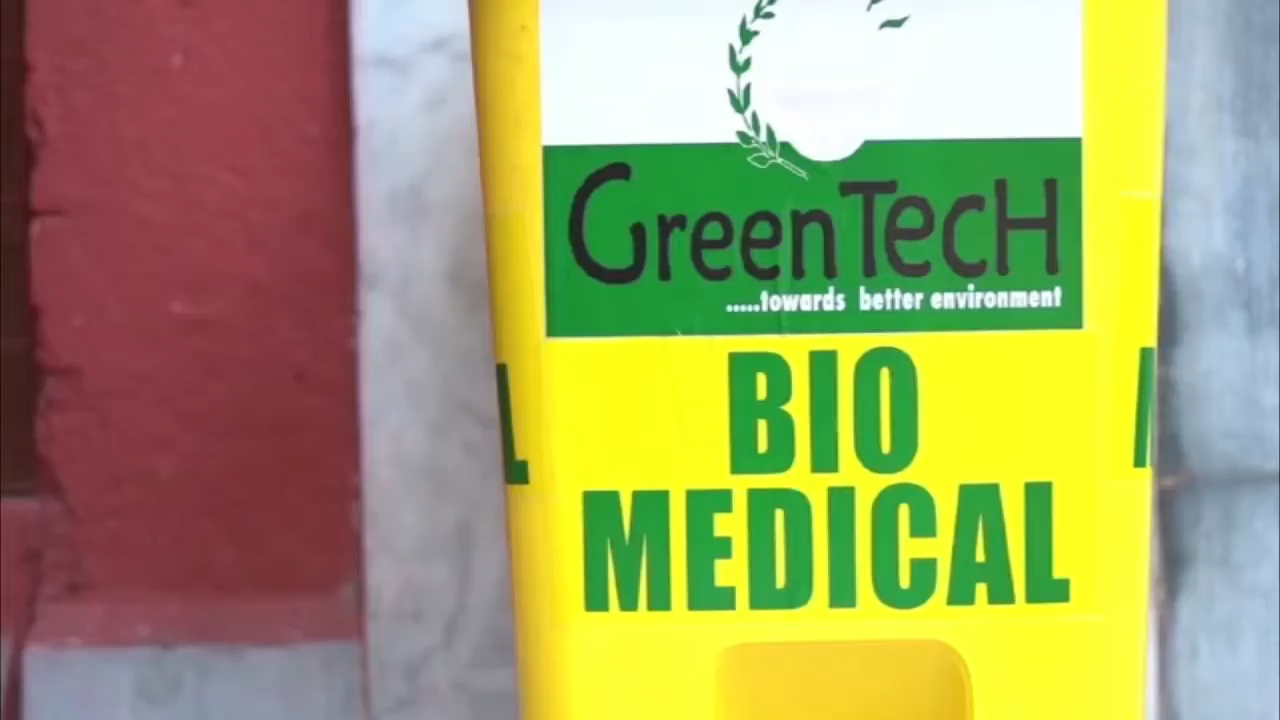 GreenTecH
.....towards better environment
BIO
MEDICAL